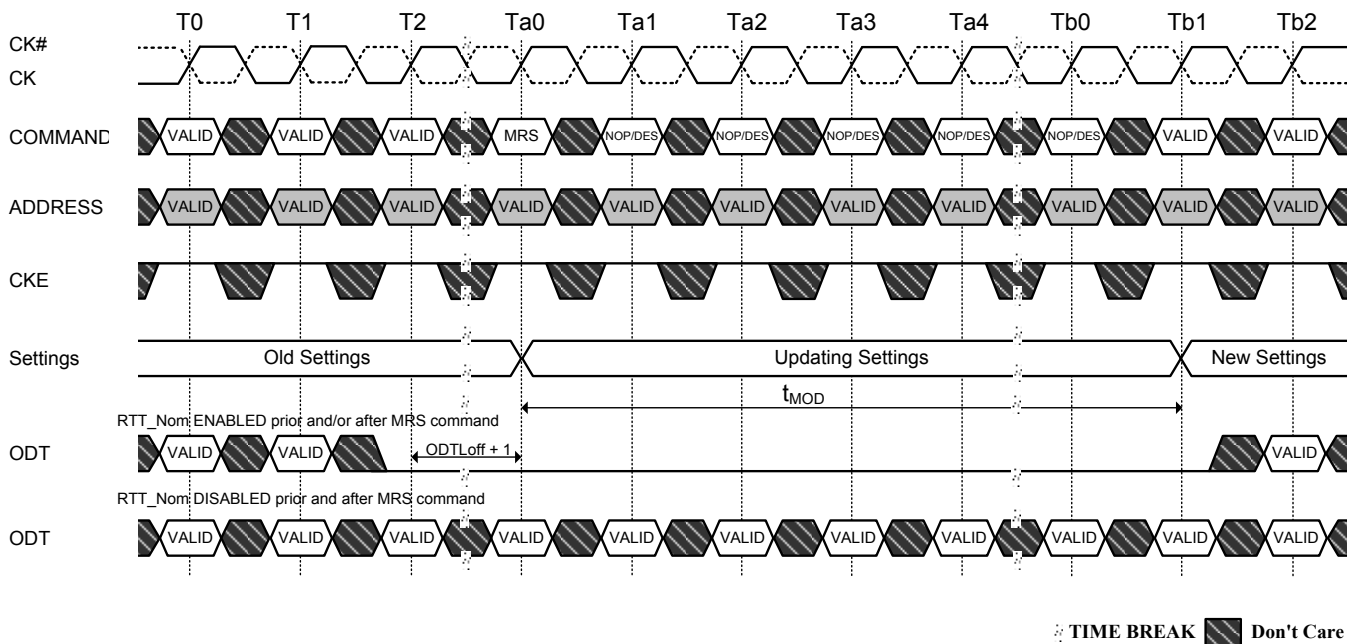 T0 T1 T2 Ta0 Ta1 Ta2 Ta3 Ta4 Tb0 Tb1 Tb2
CK#
CK
COMMAND VALID VALID VALID MRS NOP/DES NOP/DES NOP/DES NOP/DES NOP/DES VALID VALID
ADDRESS VALID VALID VALID VALID VALID VALID VALID VALID VALID VALID VALID
CKE
Settings Old Settings Updating Settings New Settings
tMOD
RTT_Nom ENABLED prior and/or after MRS command
ODT VALID VALID ODTLoff + 1 VALID
RTT_Nom DISABLED prior and after MRS command
ODT VALID VALID VALID VALID VALID VALID VALID VALID VALID VALID VALID
TIME BREAK Don't Care